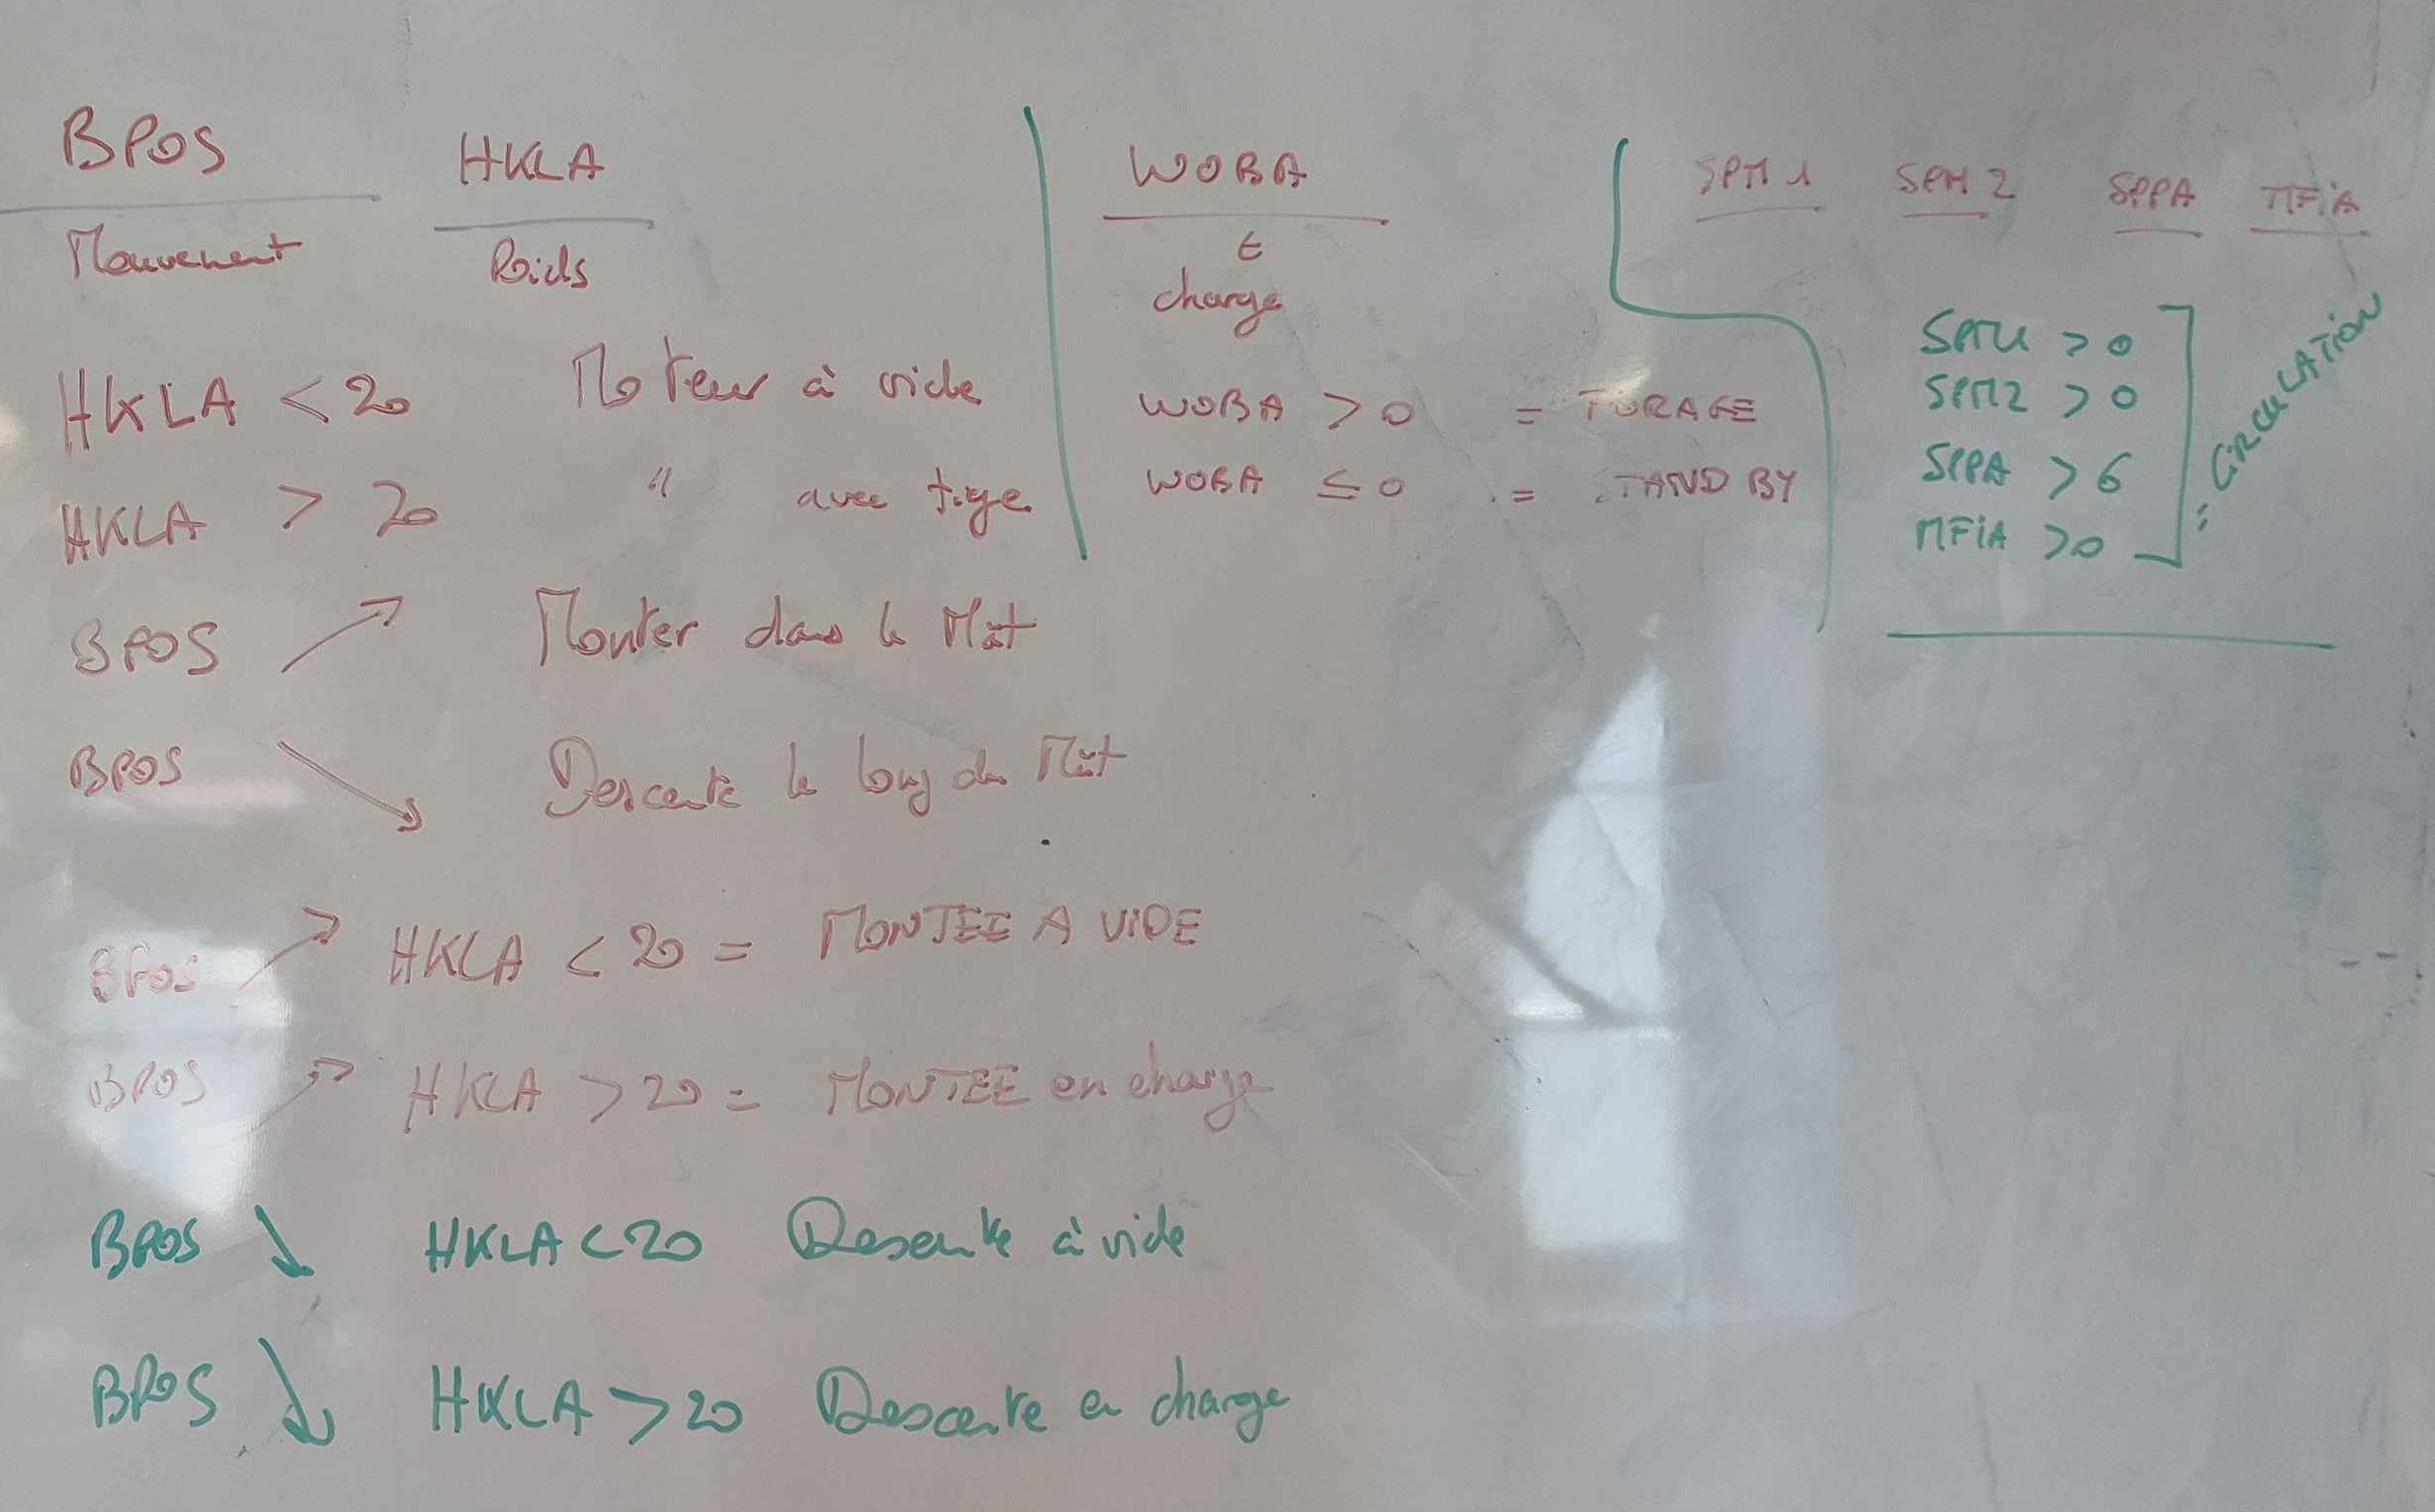 BPOS HKLA
Mouvement Poids
HKLA < 20 Moteur à vide
HKLA > 20 " avec tige
BPOS ↗ Monter dans le Mât
BPOS ↘ Descente le long du Mât
BPOS ↗ HKLA < 20 = MONTEE A VIDE
BPOS ↗ HKLA > 20 = MONTEE en charge
BPOS ↘ HKLA < 20 Descente à vide
BPOS ↘ HKLA > 20 Descente en charge
WOBA
t
charge
WOBA > 0 = FORAGE
WOBA ≤ 0 = STAND BY
SPM 1 SPM 2 SPPA MFiA
SPM1 > 0
SPM2 > 0
SPPA > 6
MFiA > 0
= CiRCULATiON